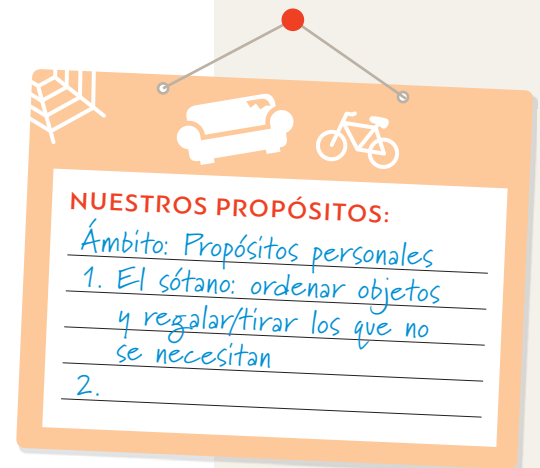 NUESTROS PROPÓSITOS:
Ámbito: Propósitos personales
1. El sótano: ordenar objetos
y regalar/tirar los que no
se necesitan
2.